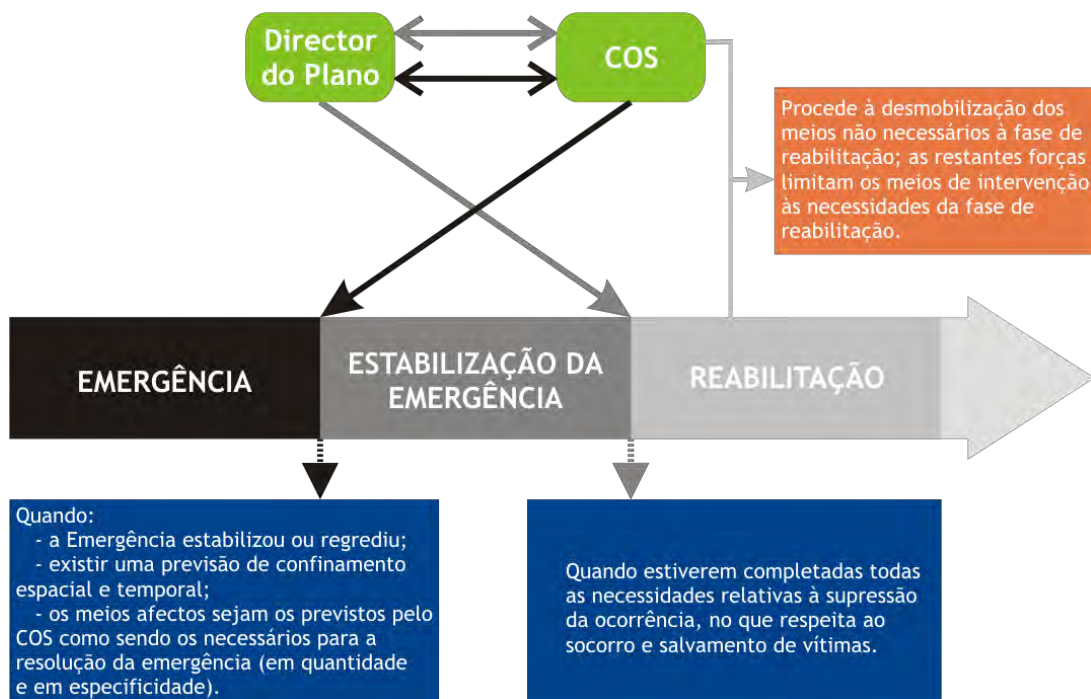 Director
do Plano
COS
Procede à desmobilização dos
meios não necessários à fase de
reabilitação; as restantes forças
limitam os meios de intervenção
às necessidades da fase de
reabilitação.
EMERGÊNCIA
ESTABILIZAÇÃO DA
EMERGÊNCIA
REABILITAÇÃO
Quando:
- a Emergência estabilizou ou regrediu;
- existir uma previsão de confinamento
espacial e temporal;
- os meios afectos sejam os previstos pelo
COS como sendo os necessários para a
resolução da emergência (em quantidade
e em especificidade).
Quando estiverem completadas todas
as necessidades relativas à supressão
da ocorrência, no que respeita ao
socorro e salvamento de vítimas.